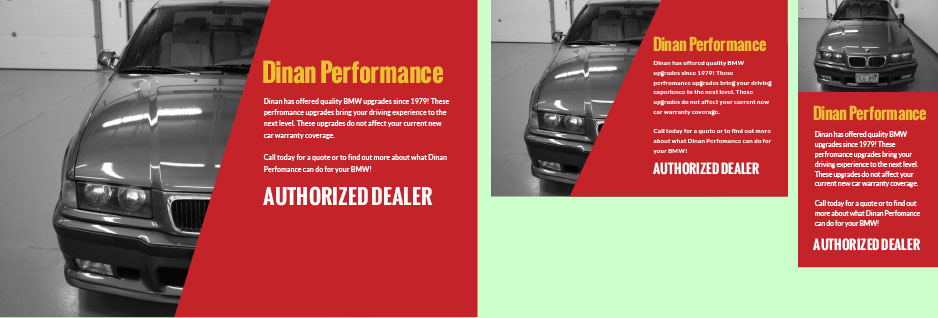 Dinan Performance
Dinan has offered quality BMW upgrades since 1979! These
perfromance upgrades bring your driving experience to the
next level. These upgrades do not affect your current new
car warranty coverage.
Call today for a quote or to find out more about what Dinan
Perfomance can do for your BMW!
AUTHORIZED DEALER
Dinan Performance
Dinan has offered quality BMW
upgrades since 1979! These
perfromance upgrades bring your driving
experience to the next level. These
upgrades do not affect your current new
car warranty coverage.
Call today for a quote or to find out more
about what Dinan Perfomance can do for
your BMW!
AUTHORIZED DEALER
Dinan Performance
Dinan has offered quality BMW
upgrades since 1979! These
perfromance upgrades bring your
driving experience to the next level.
These upgrades do not affect your
current new car warranty coverage.
Call today for a quote or to find out
more about what Dinan Perfomance
can do for your BMW!
AUTHORIZED DEALER